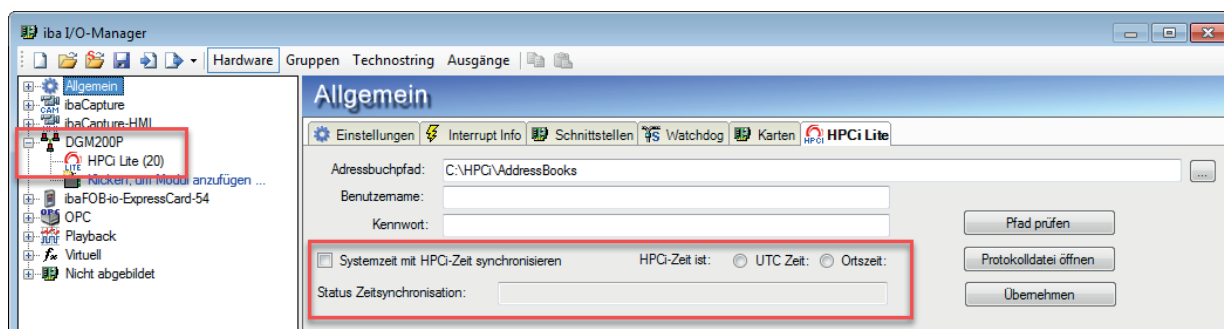 iba I/O-Manager
Hardware Gruppen Technostring Ausgänge
Allgemein
ibaCapture
ibaCapture-HMI
DGM200P
HPCi Lite (20)
Klicken, um Modul anzufügen ...
ibaFOB-io-ExpressCard-54
OPC
Playback
Virtuell
Nicht abgebildet
Allgemein
Einstellungen Interrupt Info Schnittstellen Watchdog Karten HPCi Lite
Adressbuchpfad: C:\HPCi\AddressBooks ...
Benutzername:
Kennwort: Pfad prüfen
Systemzeit mit HPCi-Zeit synchronisieren HPCi-Zeit ist: UTC Zeit: Ortszeit: Protokolldatei öffnen
Status Zeitsynchronisation: Übernehmen